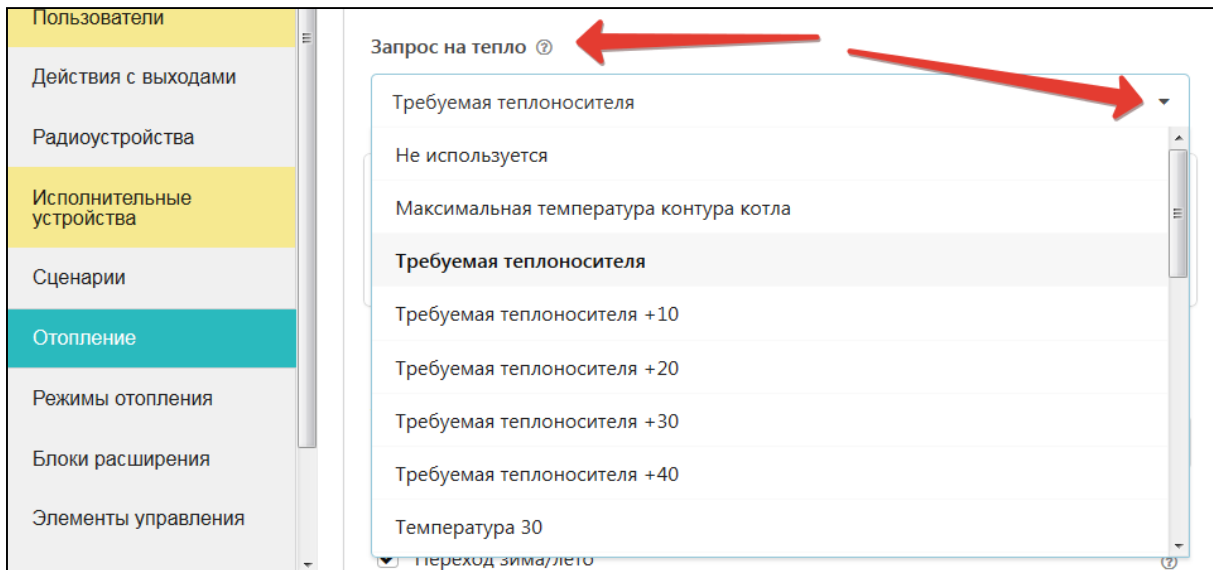 Пользователи
Действия с выходами
Радиоустройства
Исполнительные
устройства
Сценарии
Отопление
Режимы отопления
Блоки расширения
Элементы управления
Запрос на тепло
Требуемая теплоносителя
Не используется
Максимальная температура контура котла
Требуемая теплоносителя
Требуемая теплоносителя +10
Требуемая теплоносителя +20
Требуемая теплоносителя +30
Требуемая теплоносителя +40
Температура 30
Переход зима/лето